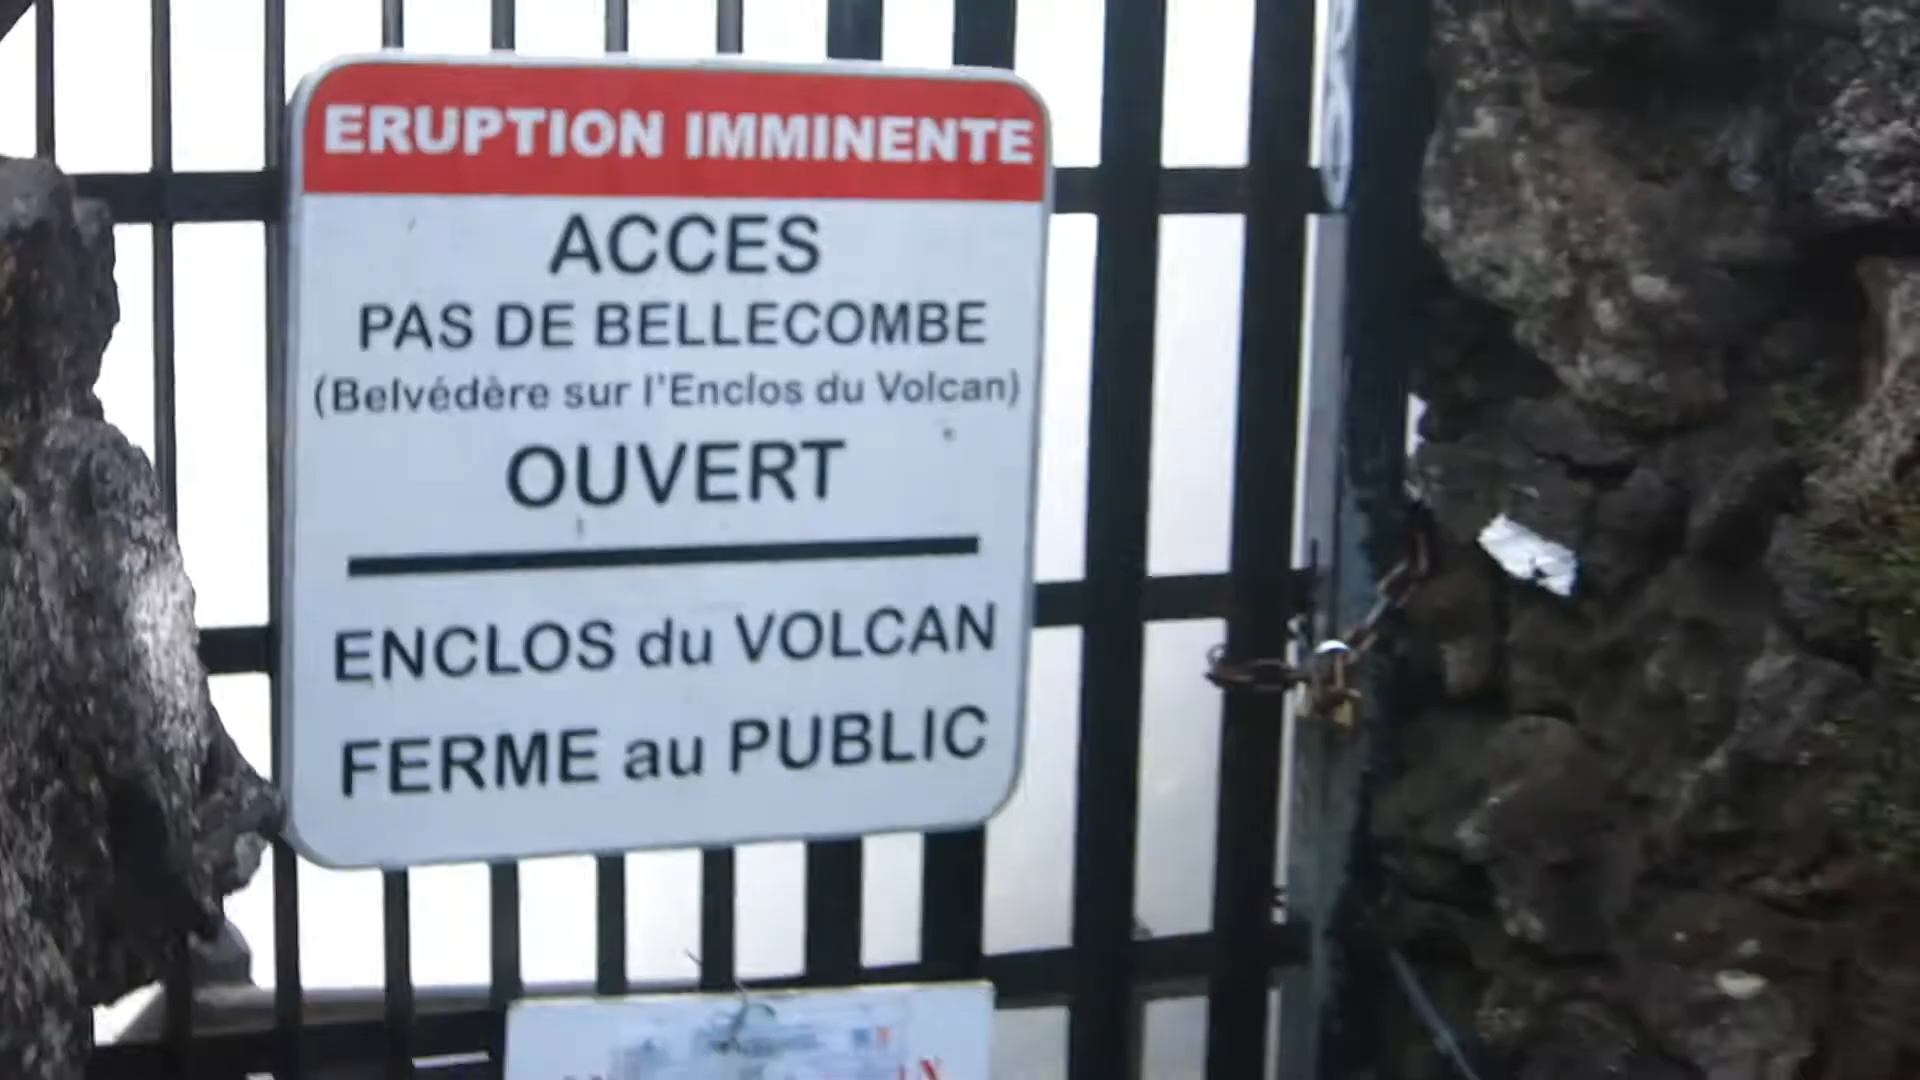 ERUPTION IMMINENTE
ACCES
PAS DE BELLECOMBE
(Belvédère sur l'Enclos du Volcan)
OUVERT
ENCLOS du VOLCAN
FERME au PUBLIC